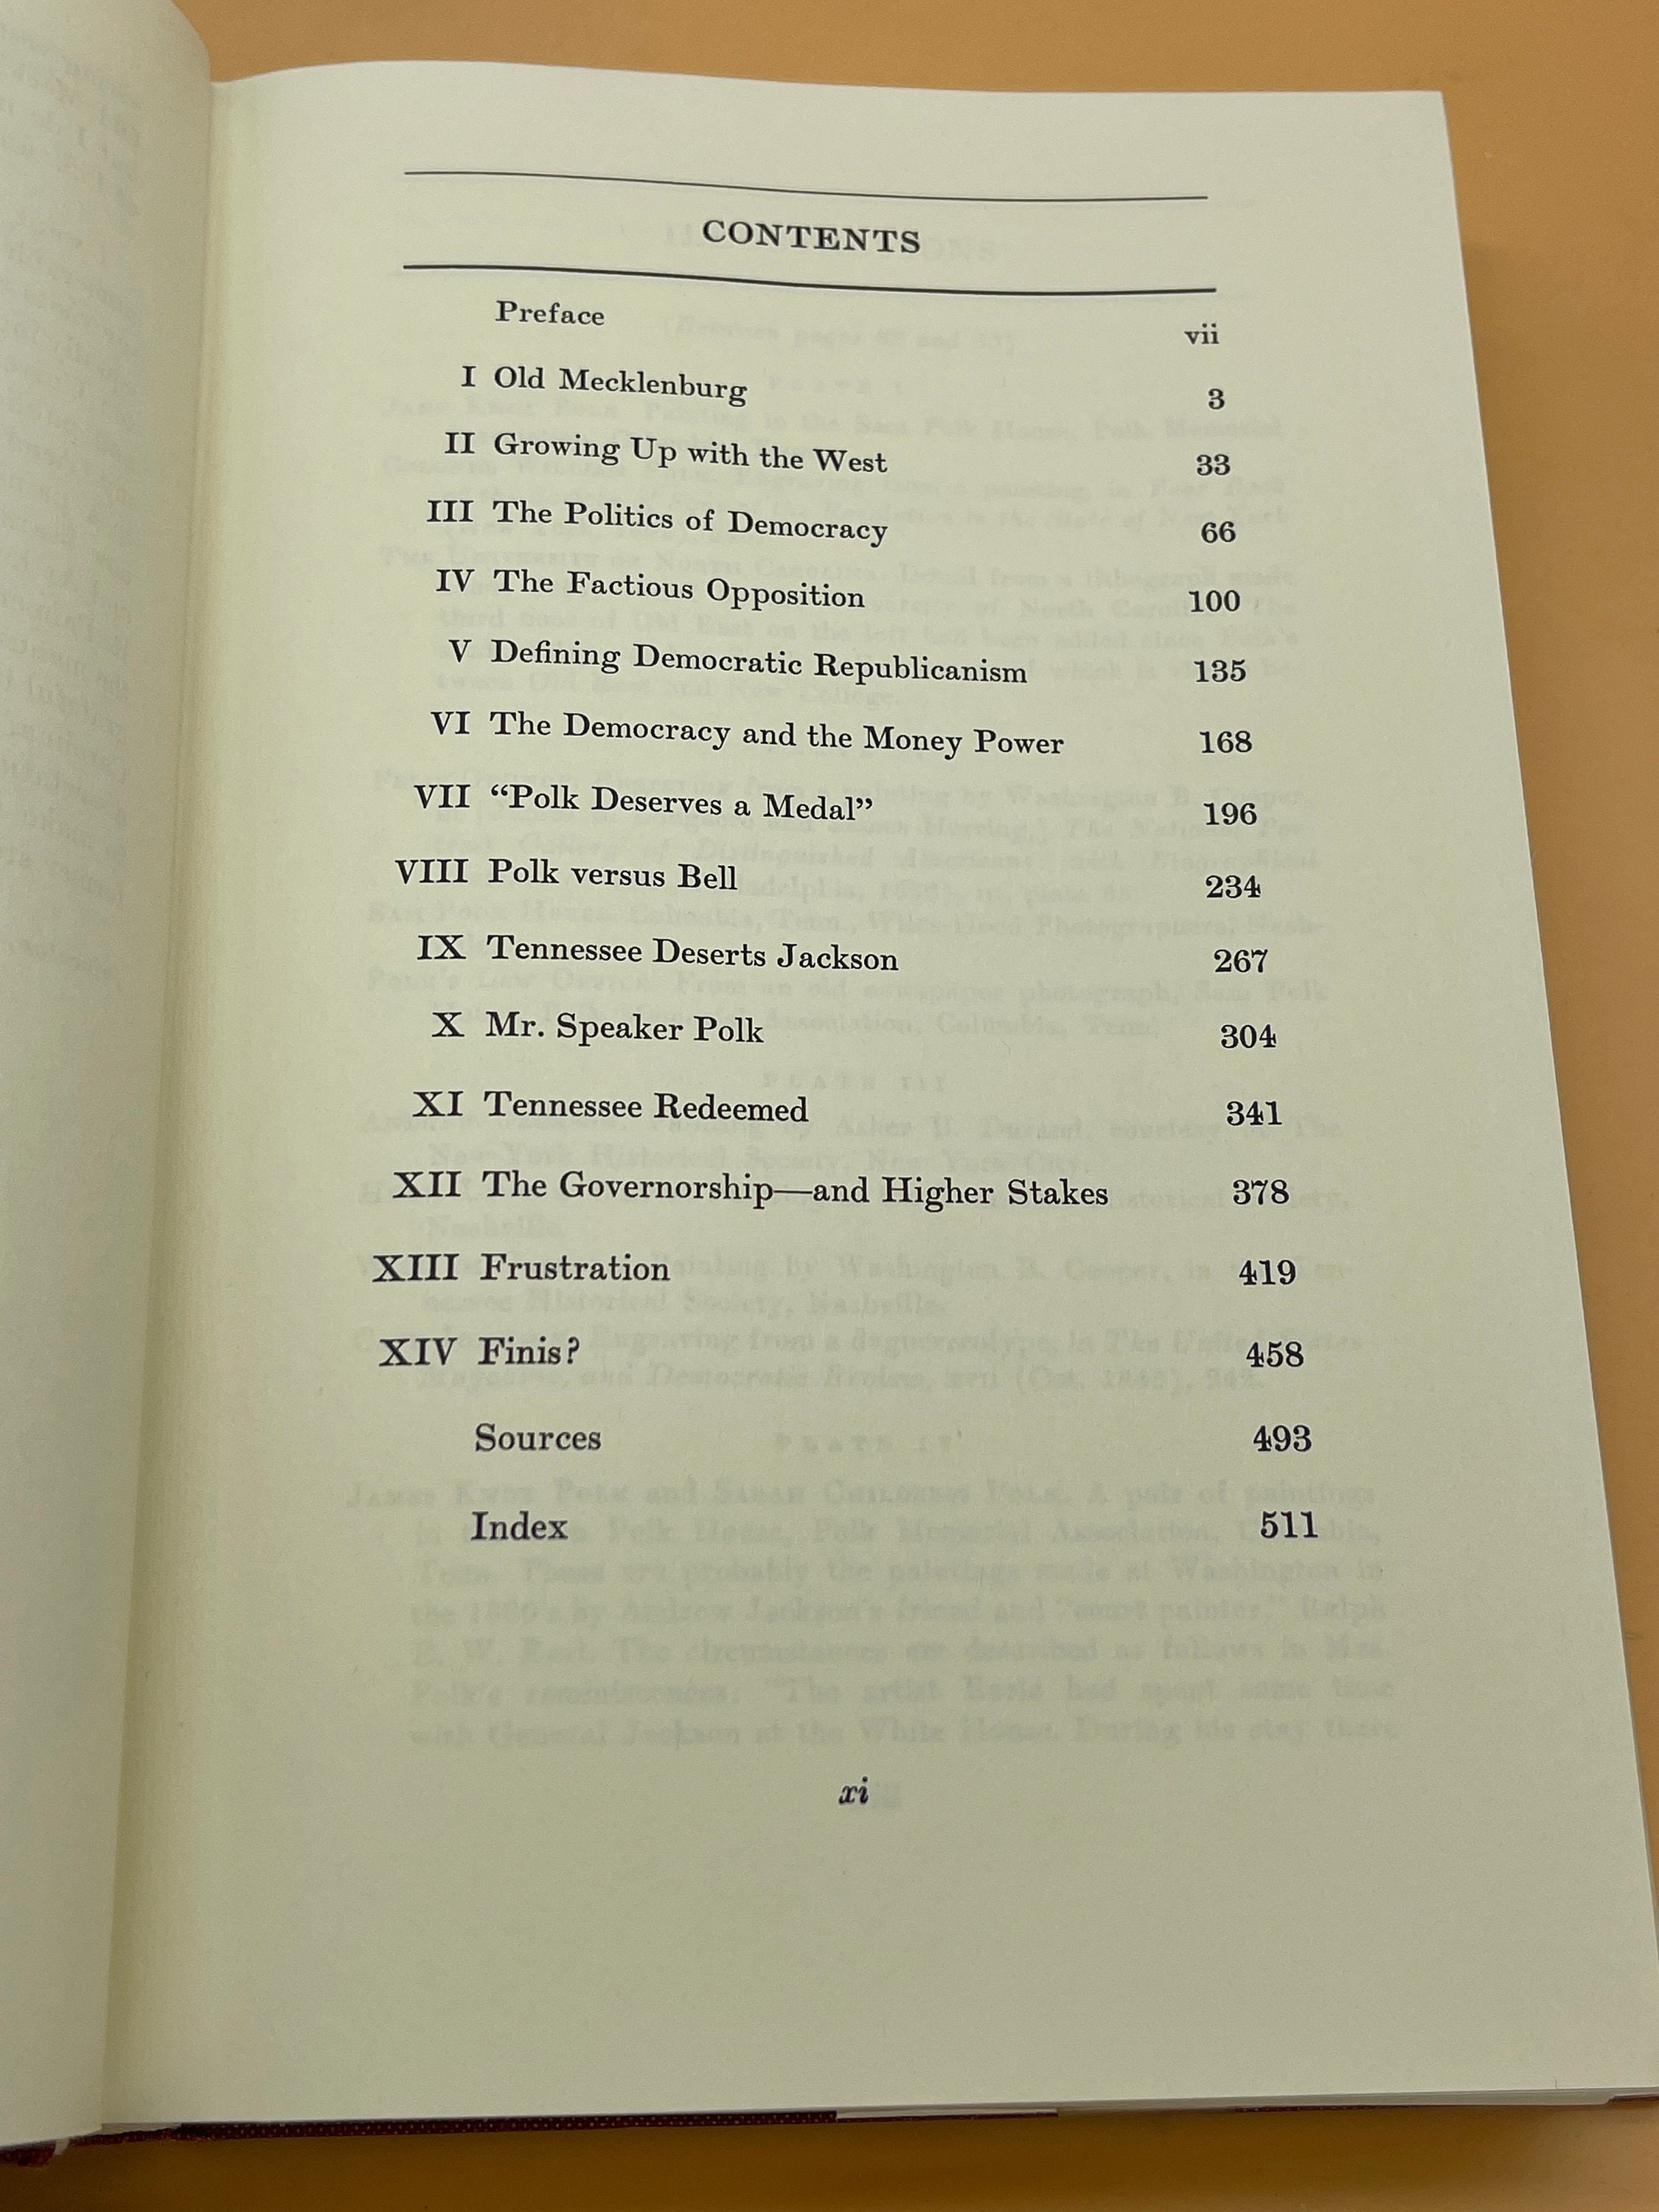 CONTENTS
Preface vii
I Old Mecklenburg 3
II Growing Up with the West 33
III The Politics of Democracy 66
IV The Factious Opposition 100
V Defining Democratic Republicanism 135
VI The Democracy and the Money Power 168
VII “Polk Deserves a Medal” 196
VIII Polk versus Bell 234
IX Tennessee Deserts Jackson 267
X Mr. Speaker Polk 304
XI Tennessee Redeemed 341
XII The Governorship—and Higher Stakes 378
XIII Frustration 419
XIV Finis? 458
Sources 493
Index 511
xi